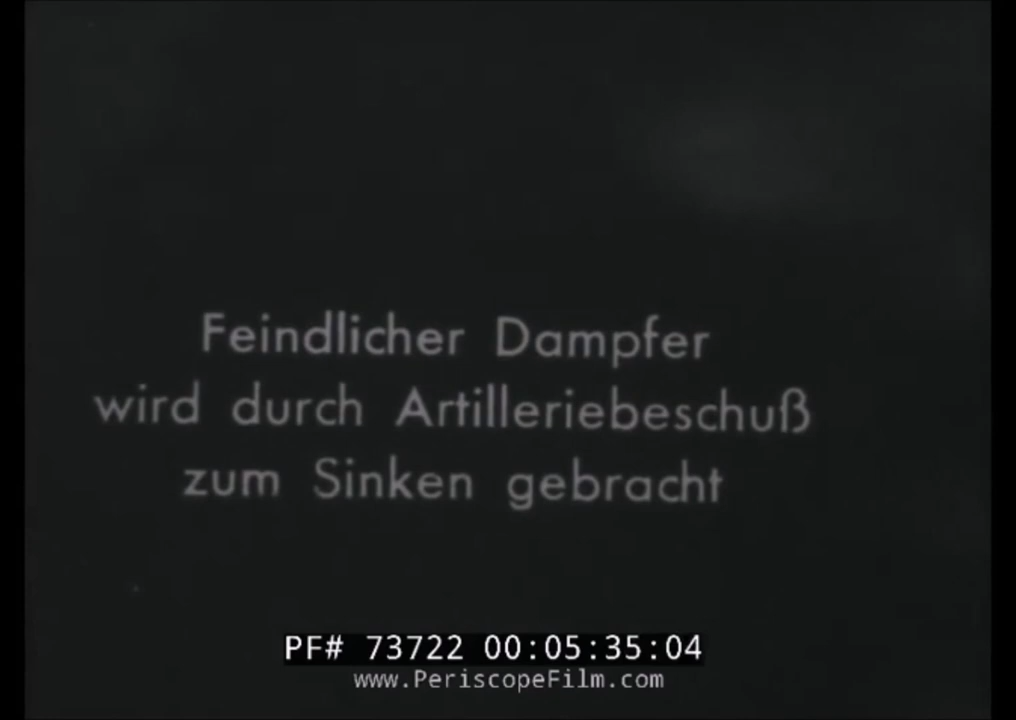 Feindlicher Dampfer
wird durch Artilleriebeschuß
zum Sinken gebracht
PF# 73722 00:05:35:04
www.PeriscopeFilm.com